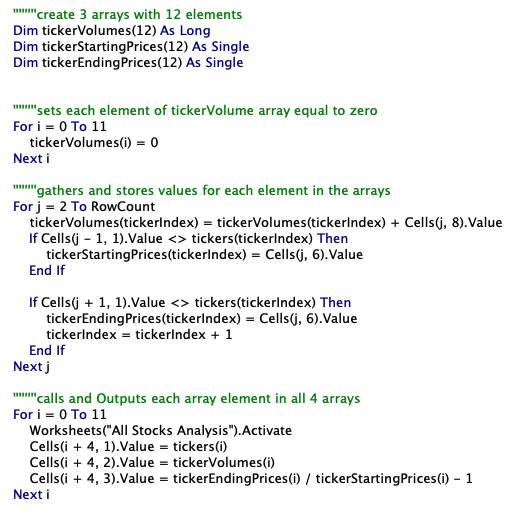 ''''''''''create 3 arrays with 12 elements
Dim tickerVolumes(12) As Long
Dim tickerStartingPrices(12) As Single
Dim tickerEndingPrices(12) As Single
''''''''''sets each element of tickerVolume array equal to zero
For i = 0 To 11
tickerVolumes(i) = 0
Next i
''''''''''gathers and stores values for each element in the arrays
For j = 2 To RowCount
tickerVolumes(tickerIndex) = tickerVolumes(tickerIndex) + Cells(j, 8).Value
If Cells(j - 1, 1).Value <> tickers(tickerIndex) Then
tickerStartingPrices(tickerIndex) = Cells(j, 6).Value
End If
If Cells(j + 1, 1).Value <> tickers(tickerIndex) Then
tickerEndingPrices(tickerIndex) = Cells(j, 6).Value
tickerIndex = tickerIndex + 1
End If
Next j
''''''''''calls and Outputs each array element in all 4 arrays
For i = 0 To 11
Worksheets("All Stocks Analysis").Activate
Cells(i + 4, 1).Value = tickers(i)
Cells(i + 4, 2).Value = tickerVolumes(i)
Cells(i + 4, 3).Value = tickerEndingPrices(i) / tickerStartingPrices(i) - 1
Next i